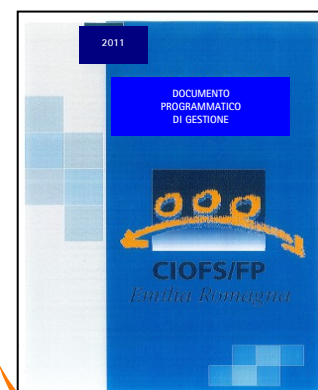 2011
DOCUMENTO
PROGRAMMATICO
DI GESTIONE
CIOFS/FP
Emilia Romagna